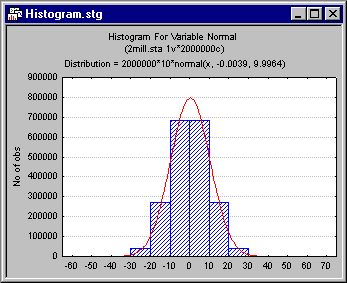 Histogram.stg
Histogram For Variable Normal
(2mill.sta 1v*2000000c)
Distribution = 2000000*10*normal(x, -0.0039, 9.9964)
900000
800000
700000
600000
500000
400000
300000
200000
100000
00000
No of obs
-60 -50 -40 -30 -20 -10 0 10 20 30 40 50 60 70